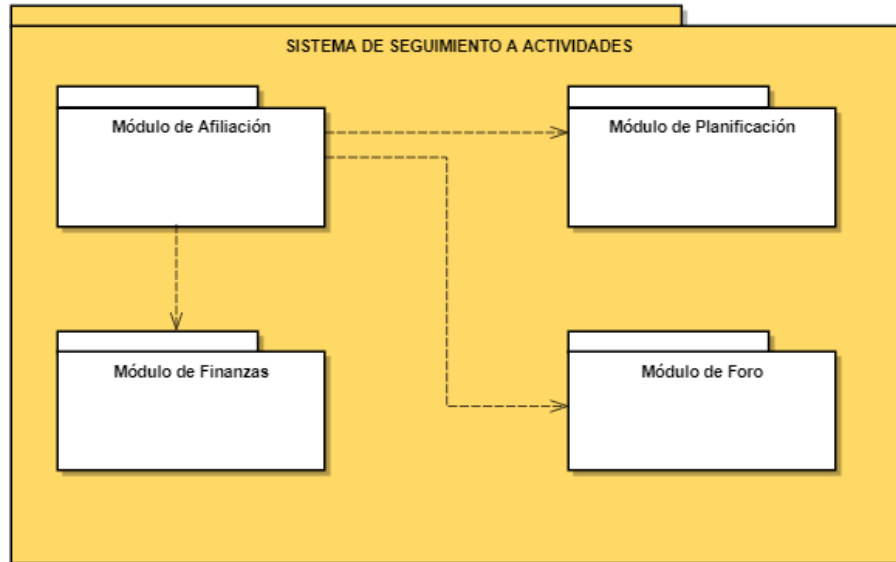 SISTEMA DE SEGUIMIENTO A ACTIVIDADES
Módulo de Afiliación
Módulo de Planificación
Módulo de Finanzas
Módulo de Foro